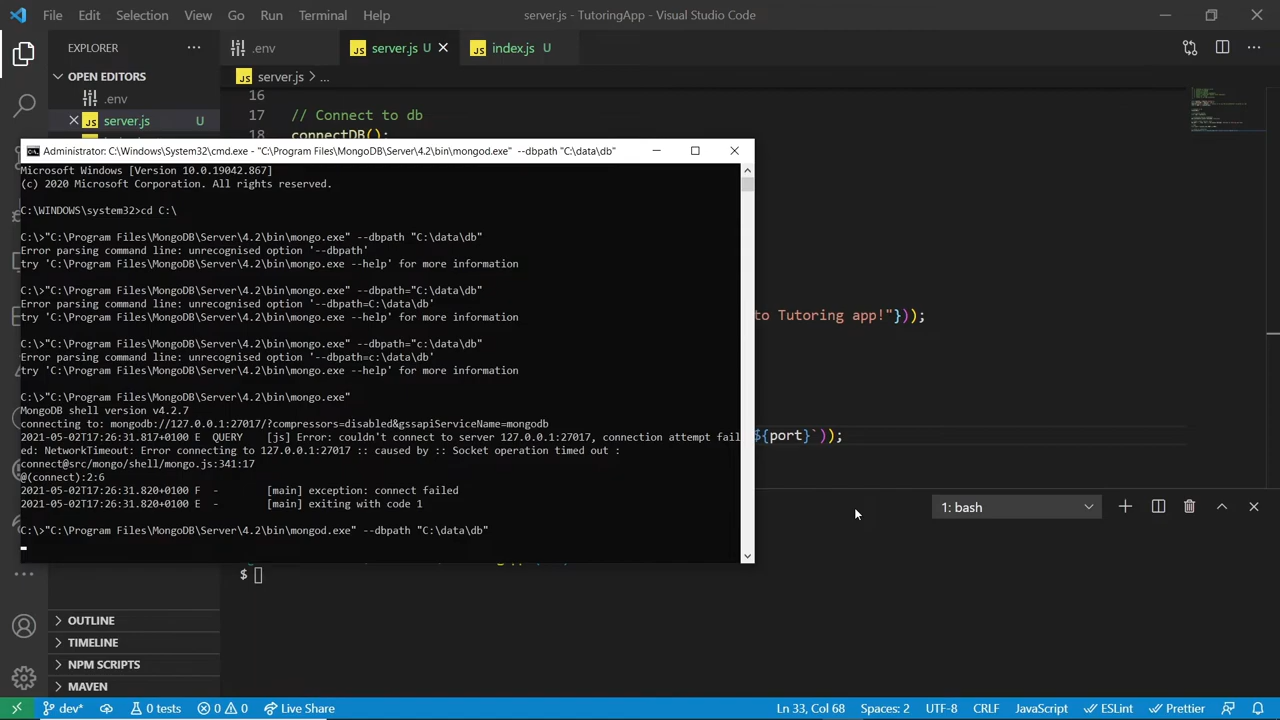 File Edit Selection View Go Run Terminal Help
server.js - TutoringApp - Visual Studio Code
EXPLORER
.env
server.js U
index.js U
OPEN EDITORS
.env
server.js U
server.js > ...
16
17 // Connect to db
18 connectDB();
Administrator: C:\Windows\System32\cmd.exe - "C:\Program Files\MongoDB\Server\4.2\bin\mongod.exe" --dbpath "C:\data\db"
Microsoft Windows [Version 10.0.19042.867]
(c) 2020 Microsoft Corporation. All rights reserved.
C:\WINDOWS\system32>cd C:\
C:\>"C:\Program Files\MongoDB\Server\4.2\bin\mongo.exe" --dbpath "C:\data\db"
Error parsing command line: unrecognised option '--dbpath'
try 'C:\Program Files\MongoDB\Server\4.2\bin\mongo.exe --help' for more information
C:\>"C:\Program Files\MongoDB\Server\4.2\bin\mongo.exe" --dbpath="C:\data\db"
Error parsing command line: unrecognised option '--dbpath=C:\data\db'
try 'C:\Program Files\MongoDB\Server\4.2\bin\mongo.exe --help' for more information
C:\>"C:\Program Files\MongoDB\Server\4.2\bin\mongo.exe" --dbpath="c:\data\db"
Error parsing command line: unrecognised option '--dbpath=c:\data\db'
try 'C:\Program Files\MongoDB\Server\4.2\bin\mongo.exe --help' for more information
C:\>"C:\Program Files\MongoDB\Server\4.2\bin\mongo.exe"
MongoDB shell version v4.2.7
connecting to: mongodb://127.0.0.1:27017/?compressors=disabled&gssapiServiceName=mongodb
2021-05-02T17:26:31.817+0100 E QUERY [js] Error: couldn't connect to server 127.0.0.1:27017, connection attempt fail
ed: NetworkTimeout: Error connecting to 127.0.0.1:27017 :: caused by :: Socket operation timed out :
connect@src/mongo/shell/mongo.js:341:17
@(connect):2:6
2021-05-02T17:26:31.820+0100 F - [main] exception: connect failed
2021-05-02T17:26:31.820+0100 E - [main] exiting with code 1
C:\>"C:\Program Files\MongoDB\Server\4.2\bin\mongod.exe" --dbpath "C:\data\db"
to Tutoring app!"}));
${port}`));
1: bash
$
OUTLINE
TIMELINE
NPM SCRIPTS
MAVEN
dev* 0 tests 0 0 Live Share
Ln 33, Col 68 Spaces: 2 UTF-8 CRLF JavaScript ESLint Prettier